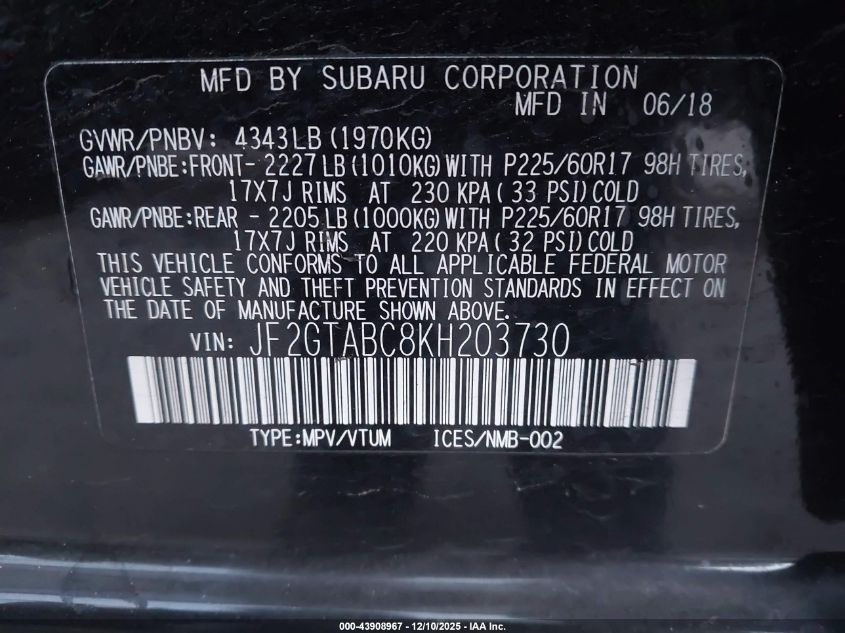 MFD BY SUBARU CORPORATION
MFD IN 06/18
GVWR/PNBV: 4343LB (1970KG)
GAWR/PNBE:FRONT- 2227 LB (1010KG) WITH P225/60R17 98H TIRES,
17X7J RIMS AT 230 KPA ( 33 PSI) COLD
GAWR/PNBE:REAR - 2205 LB (1000KG) WITH P225/60R17 98H TIRES,
17X7J RIMS AT 220 KPA ( 32 PSI) COLD
THIS VEHICLE CONFORMS TO ALL APPLICABLE FEDERAL MOTOR
VEHICLE SAFETY AND THEFT PREVENTION STANDARDS IN EFFECT ON
THE DATE OF MANUFACTURE SHOWN ABOVE.
VIN: JF2GTABC8KH203730
TYPE:MPV/VTUM ICES/NMB-002
000-43908967 - 12/10/2025 - IAA Inc.